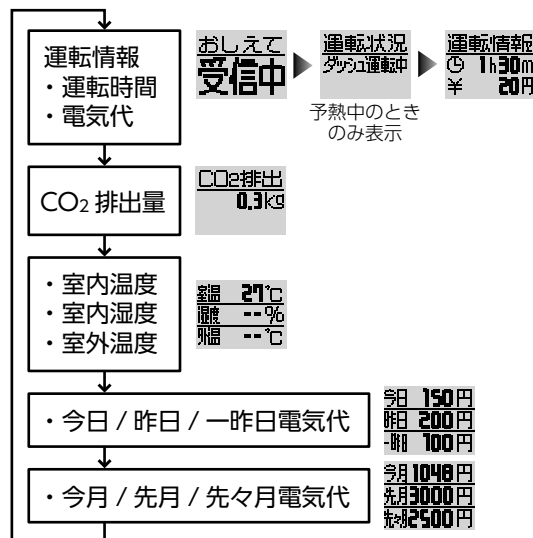 運転情報
・運転時間
・電気代
おしえて
受信中
運転状況
ダッシュ運転中
予熱中のとき
のみ表示
運転情報
1h30m
¥ 20円
CO2 排出量
CO2排出
0.3kg
・室内温度
・室内湿度
・室外温度
室温 27℃
湿度 --%
外温 --℃
・今日 / 昨日 / 一昨日電気代
今日 150円
昨日 200円
一昨日 100円
・今月 / 先月 / 先々月電気代
今月 1048円
先月 3000円
先々月 2500円